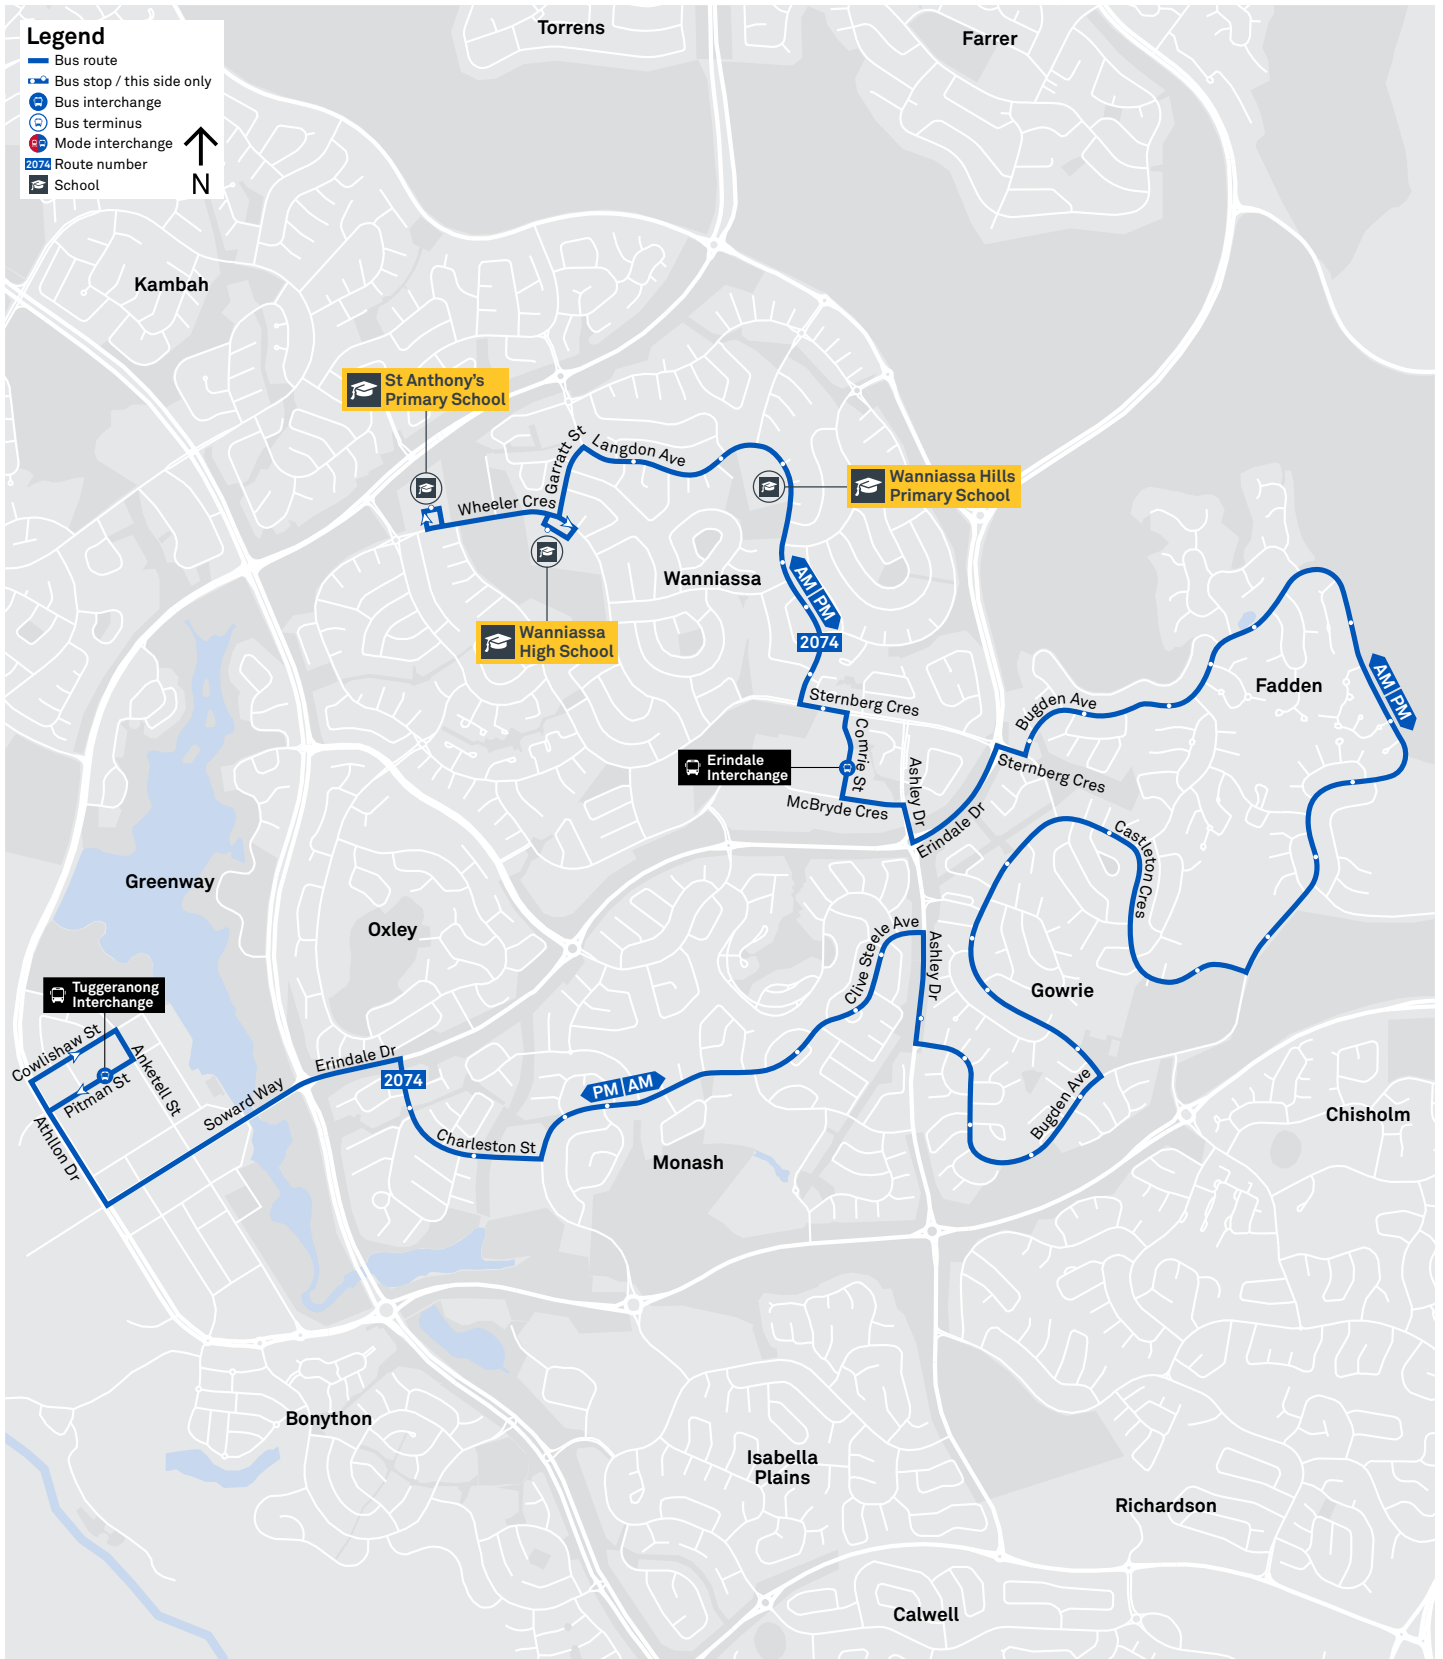 Legend
Bus route
Bus stop / this side only
Bus interchange
Bus terminus
Mode interchange
2074 Route number
School
N
Torrens
Farrer
Kambah
St Anthony's
Primary School
Garratt St
Langdon Ave
Wheeler Cres
Wanniassa Hills
Primary School
Wanniassa
AM | PM
2074
Wanniassa
High School
Sternberg Cres
Bugden Ave
Fadden
AM | PM
Comrie St
Erindale
Interchange
Ashley Dr
Sternberg Cres
McBryde Cres
Erindale Dr
Castleton Cres
Greenway
Oxley
Clive Steele Ave
Ashley Dr
Gowrie
Tuggeranong
Interchange
Cowlishaw St
Anketell St
Pitman St
Athllon Dr
Soward Way
Erindale Dr
2074
PM | AM
Charleston St
Bugden Ave
Chisholm
Monash
Bonython
Isabella
Plains
Richardson
Calwell